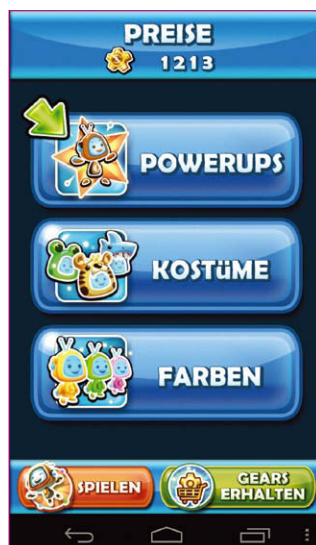 PREISE
1213
POWERUPS
KOSTüME
FARBEN
SPIELEN
GEARS
ERHALTEN